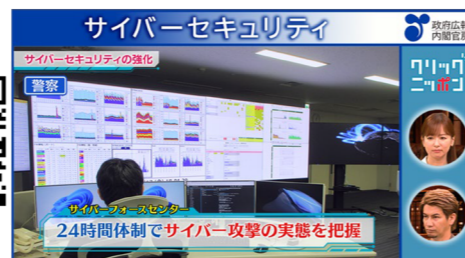 サイバーセキュリティ
政府広報
内閣官房
サイバーセキュリティの強化
警察
クリック
ニッポン
サイバーフォースセンター
24時間体制でサイバー攻撃の実態を把握